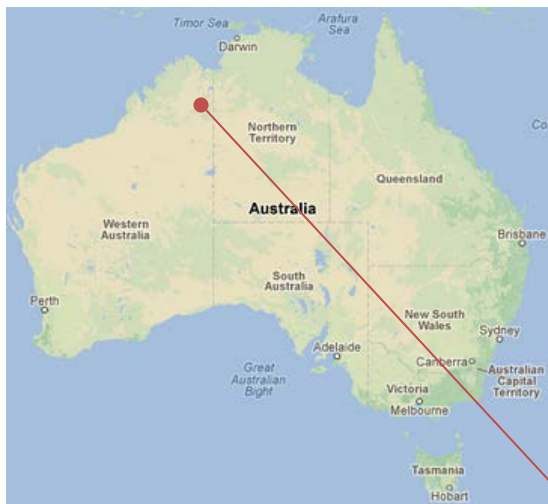 Timor Sea
Arafura
Sea
Darwin
Northern
Territory
Co
Queensland
Australia
Western
Australia
Brisbane
South
Australia
Perth
New South
Wales
Sydney
Adelaide
Canberra
Great
Australian
Bight
Australian
Capital
Territory
Victoria
Melbourne
Tasmania
Hobart